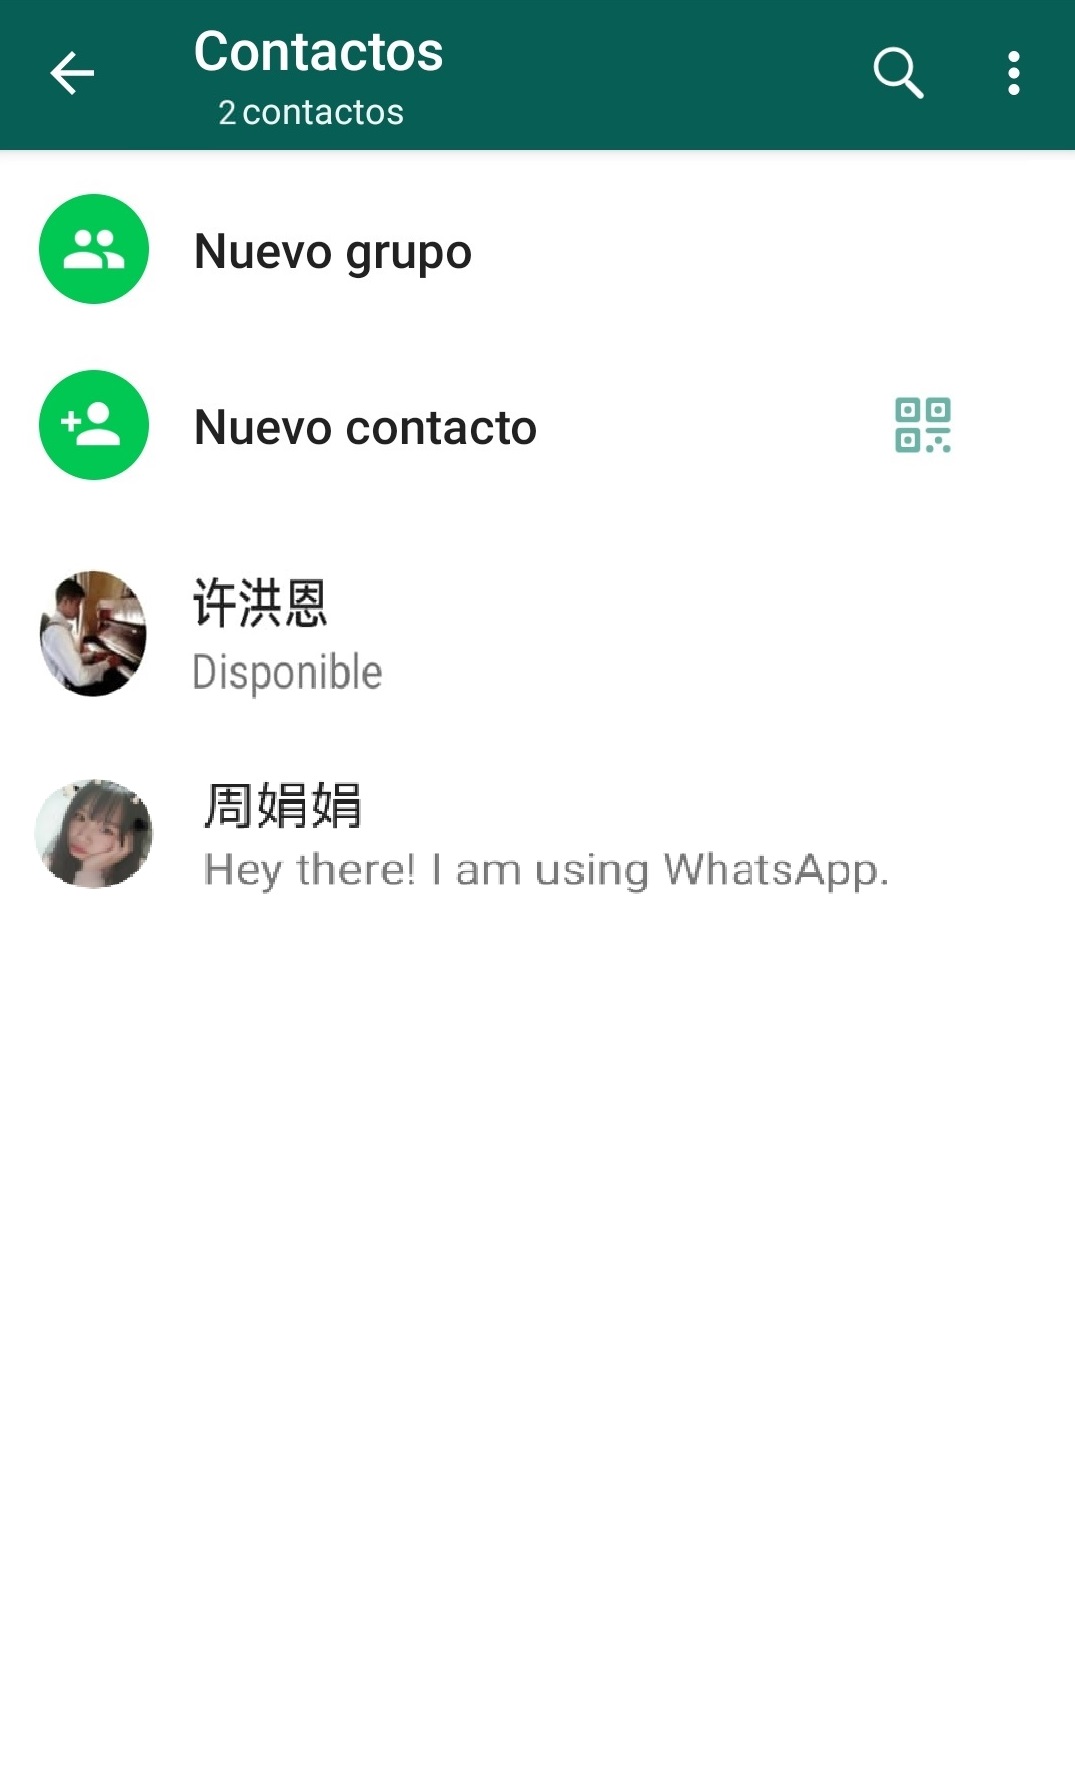 Contactos
2 contactos
Nuevo grupo
Nuevo contacto
许洪恩
Disponible
周娟娟
Hey there! I am using WhatsApp.